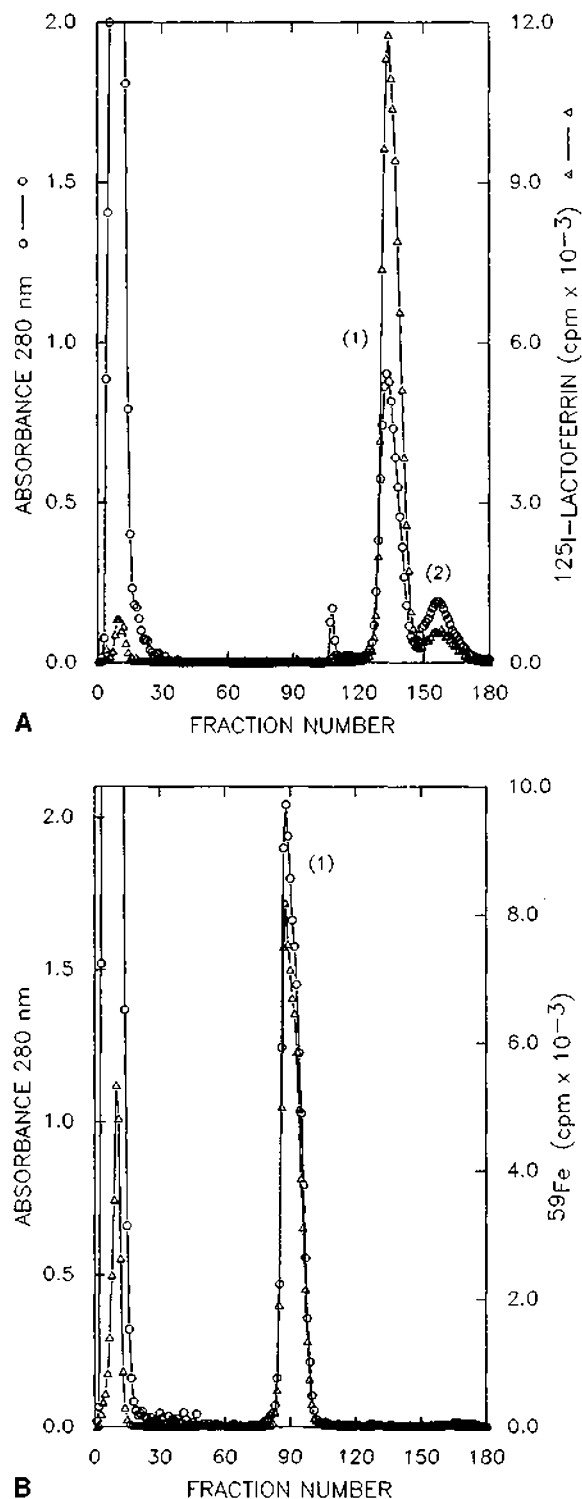 2.0
1.5
1.0
0.5
0.0
ABSORBANCE 280 nm ○—○
12.0
9.0
6.0
3.0
0.0
125I-LACTOFERRIN (cpm x 10-3) △—△
(1)
(2)
0 30 60 90 120 150 180
FRACTION NUMBER
A
2.0
1.5
1.0
0.5
0.0
ABSORBANCE 280 nm
10.0
8.0
6.0
4.0
2.0
0.0
59Fe (cpm x 10-3)
(1)
0 30 60 90 120 150 180
FRACTION NUMBER
B